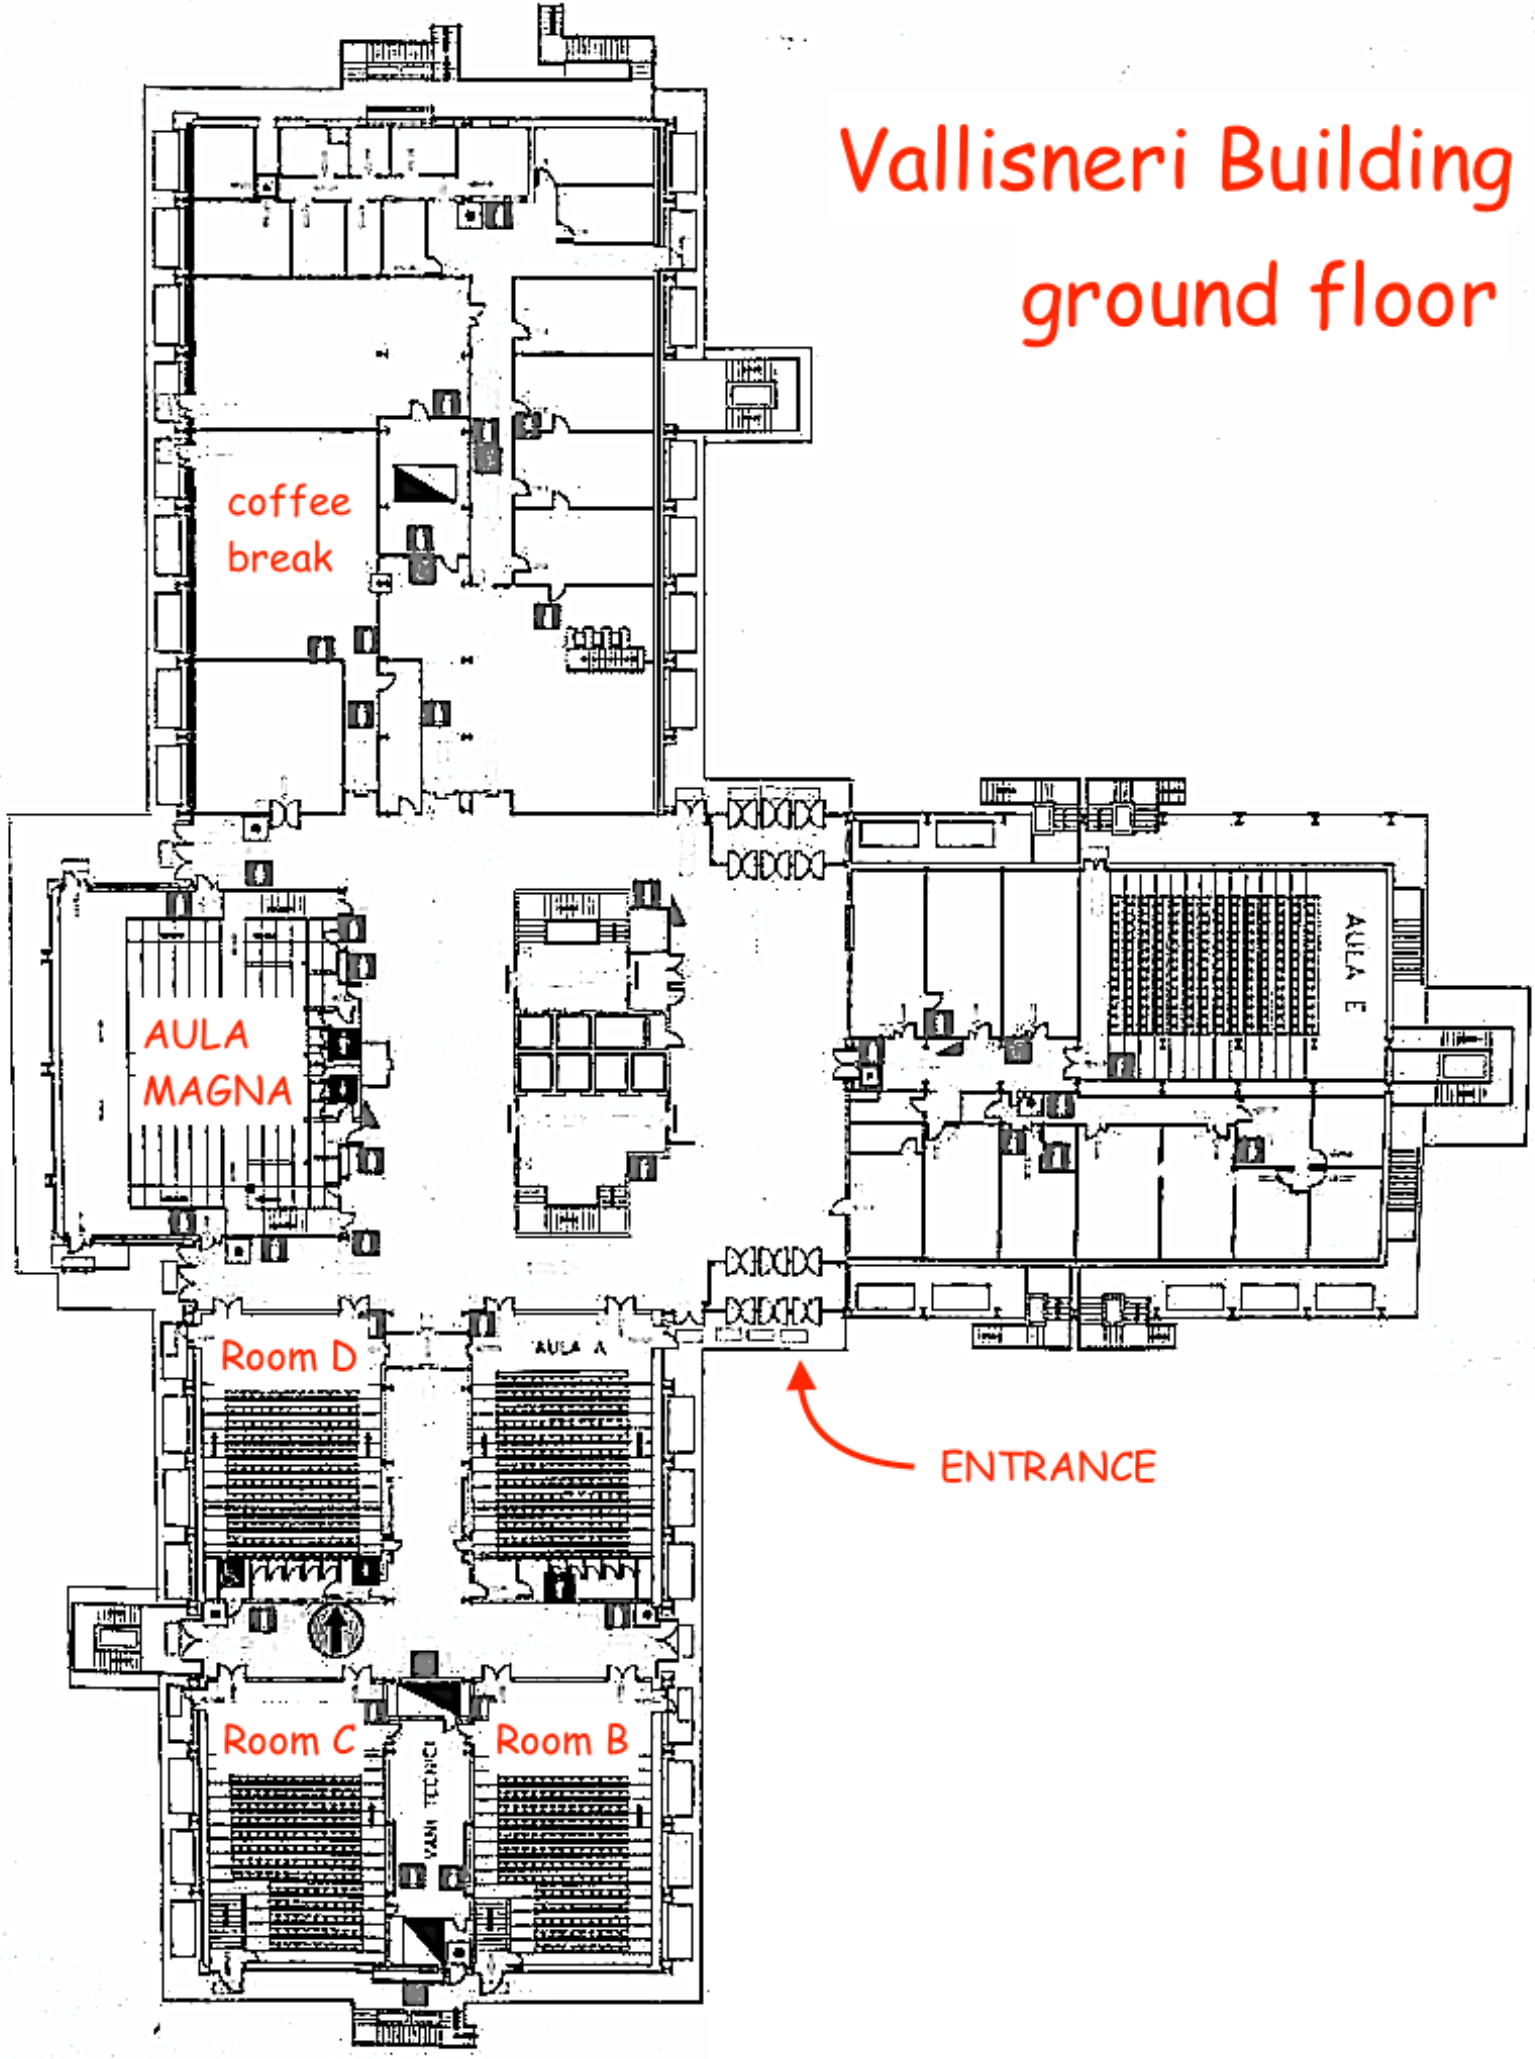 Vallisneri Building
ground floor
coffee
break
AULA E
AULA
MAGNA
Room D
AULA A
ENTRANCE
Room C
Room B
VANI TECNICI